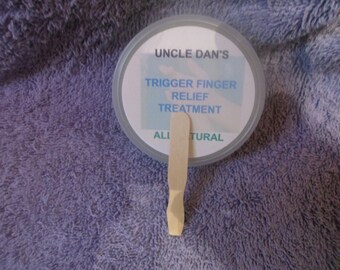 UNCLE DAN'S
TRIGGER FINGER
RELIEF
TREATMENT
ALL NATURAL